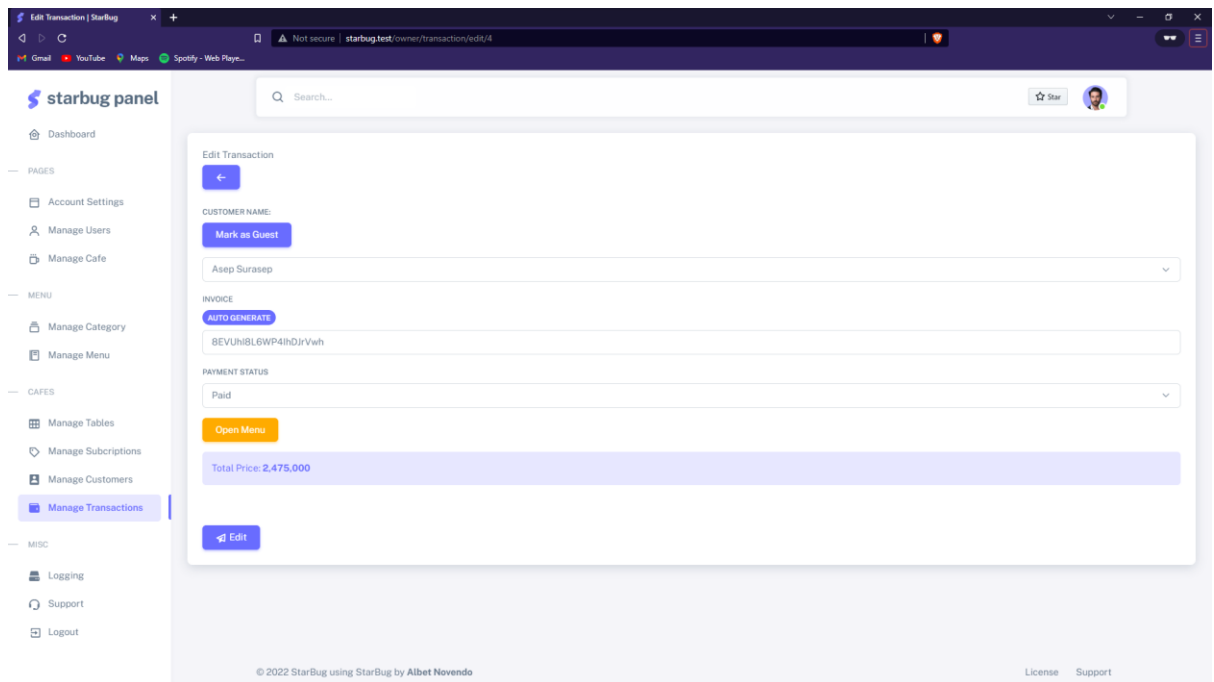 Edit Transaction | StarBug
Not secure | starbug.test/owner/transaction/edit/4
Gmail YouTube Maps Spotify - Web Playe...
starbug panel
Search...
Star
Dashboard
PAGES
Account Settings
Manage Users
Manage Cafe
MENU
Manage Category
Manage Menu
CAFES
Manage Tables
Manage Subcriptions
Manage Customers
Manage Transactions
MISC
Logging
Support
Logout
Edit Transaction
CUSTOMER NAME:
Mark as Guest
Asep Surasep
INVOICE
AUTO GENERATE
8EVUhI8L6WP4IhDJrVwh
PAYMENT STATUS
Paid
Open Menu
Total Price: 2,475,000
Edit
© 2022 StarBug using StarBug by Albet Novendo
License Support